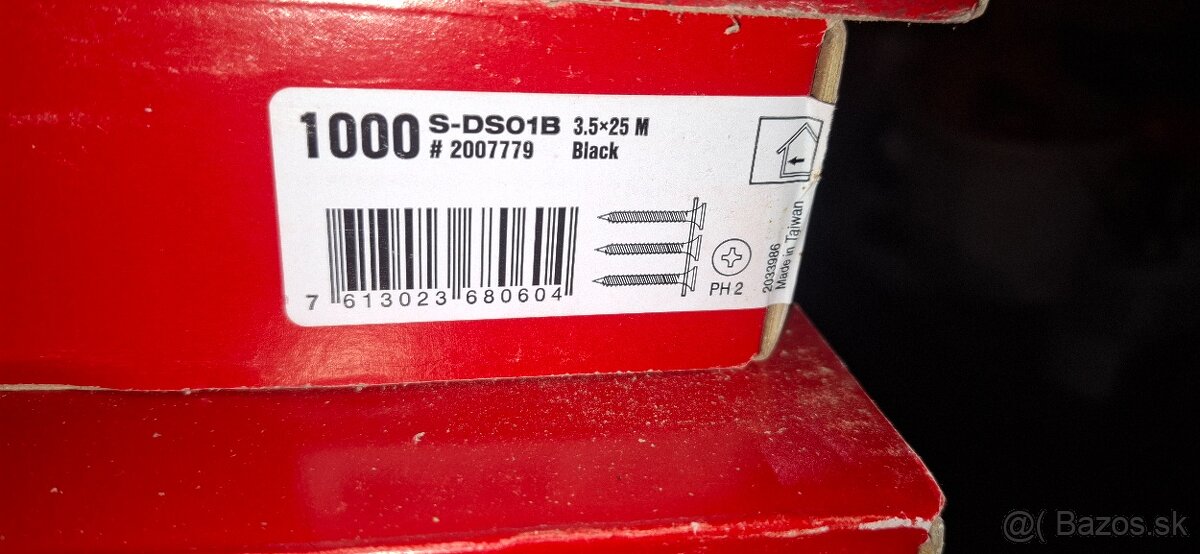 1000 S-DS01B 3.5×25 M
# 2007779 Black
7 613023 680604
PH 2
2033986
Made in Taiwan
@( Bazos.sk